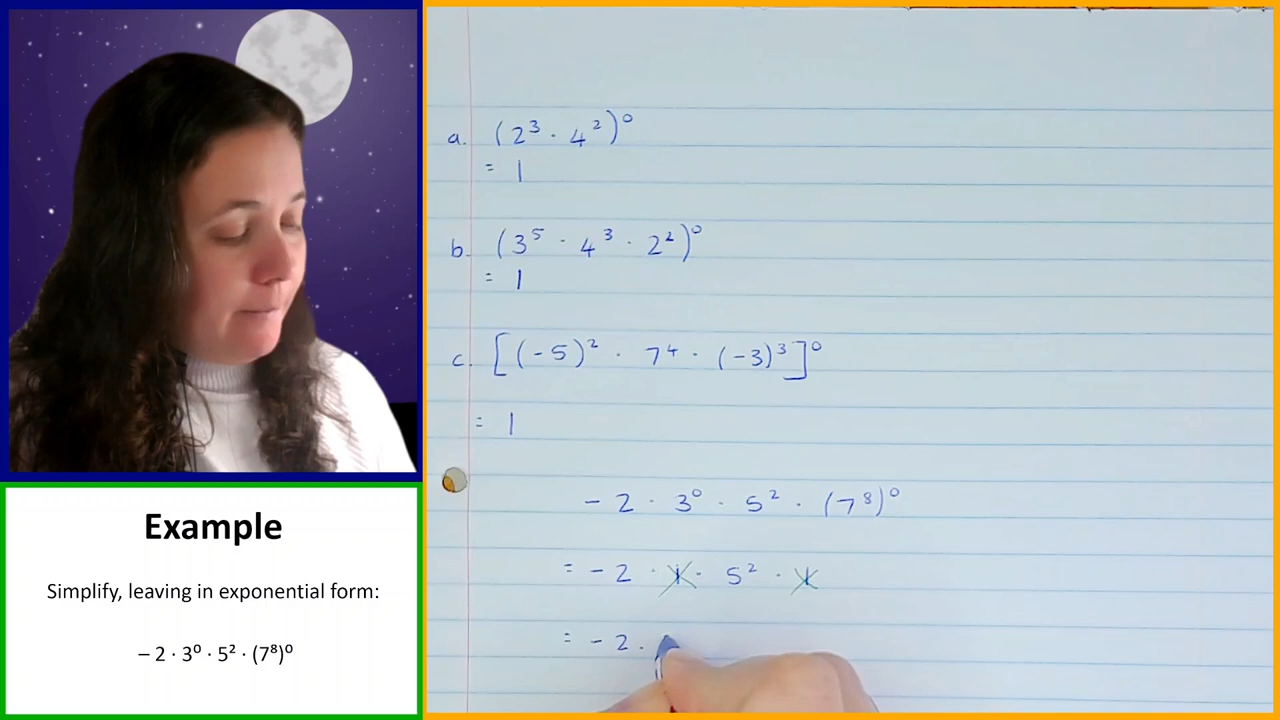 Example
Simplify, leaving in exponential form:
– 2 · 3⁰ · 5² · (7⁸)⁰
a. (2³ · 4²)⁰
= 1
b. (3⁵ · 4³ · 2²)⁰
= 1
c. [(-5)² · 7⁴ · (-3)³]⁰
= 1
- 2 · 3⁰ · 5² · (7⁸)⁰
= - 2 · 1 · 5² · 1
= - 2 ·